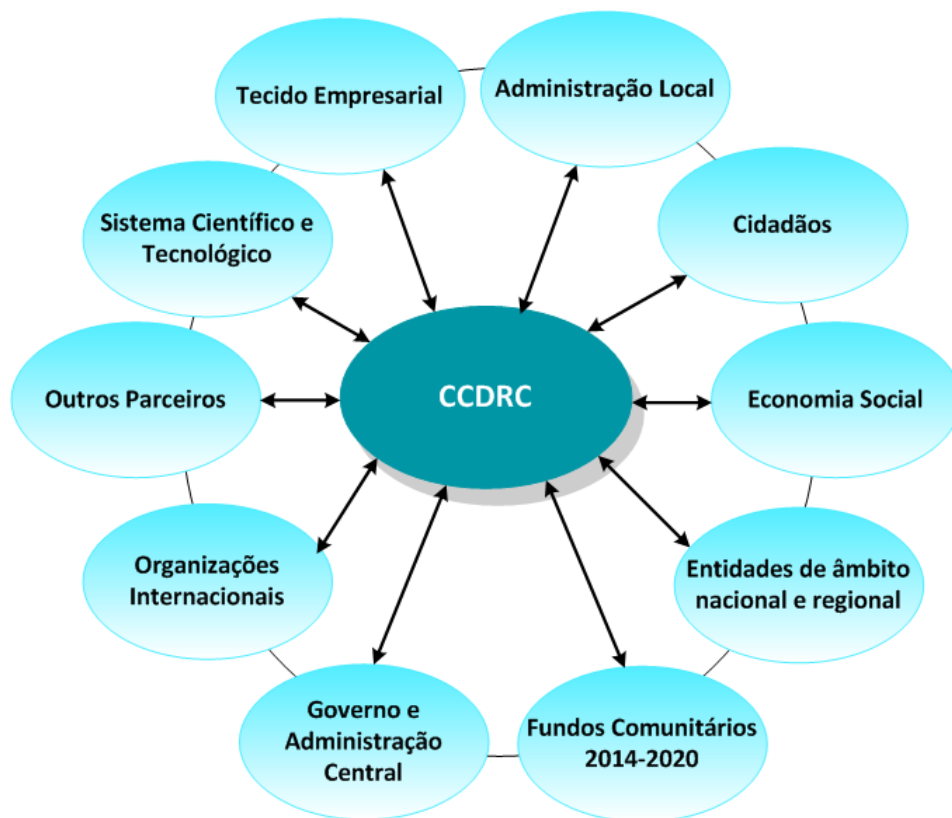 Tecido Empresarial
Administração Local
Cidadãos
Economia Social
Entidades de âmbito
nacional e regional
Fundos Comunitários
2014-2020
Governo e
Administração
Central
Organizações
Internacionais
Outros Parceiros
Sistema Científico e
Tecnológico
CCDRC